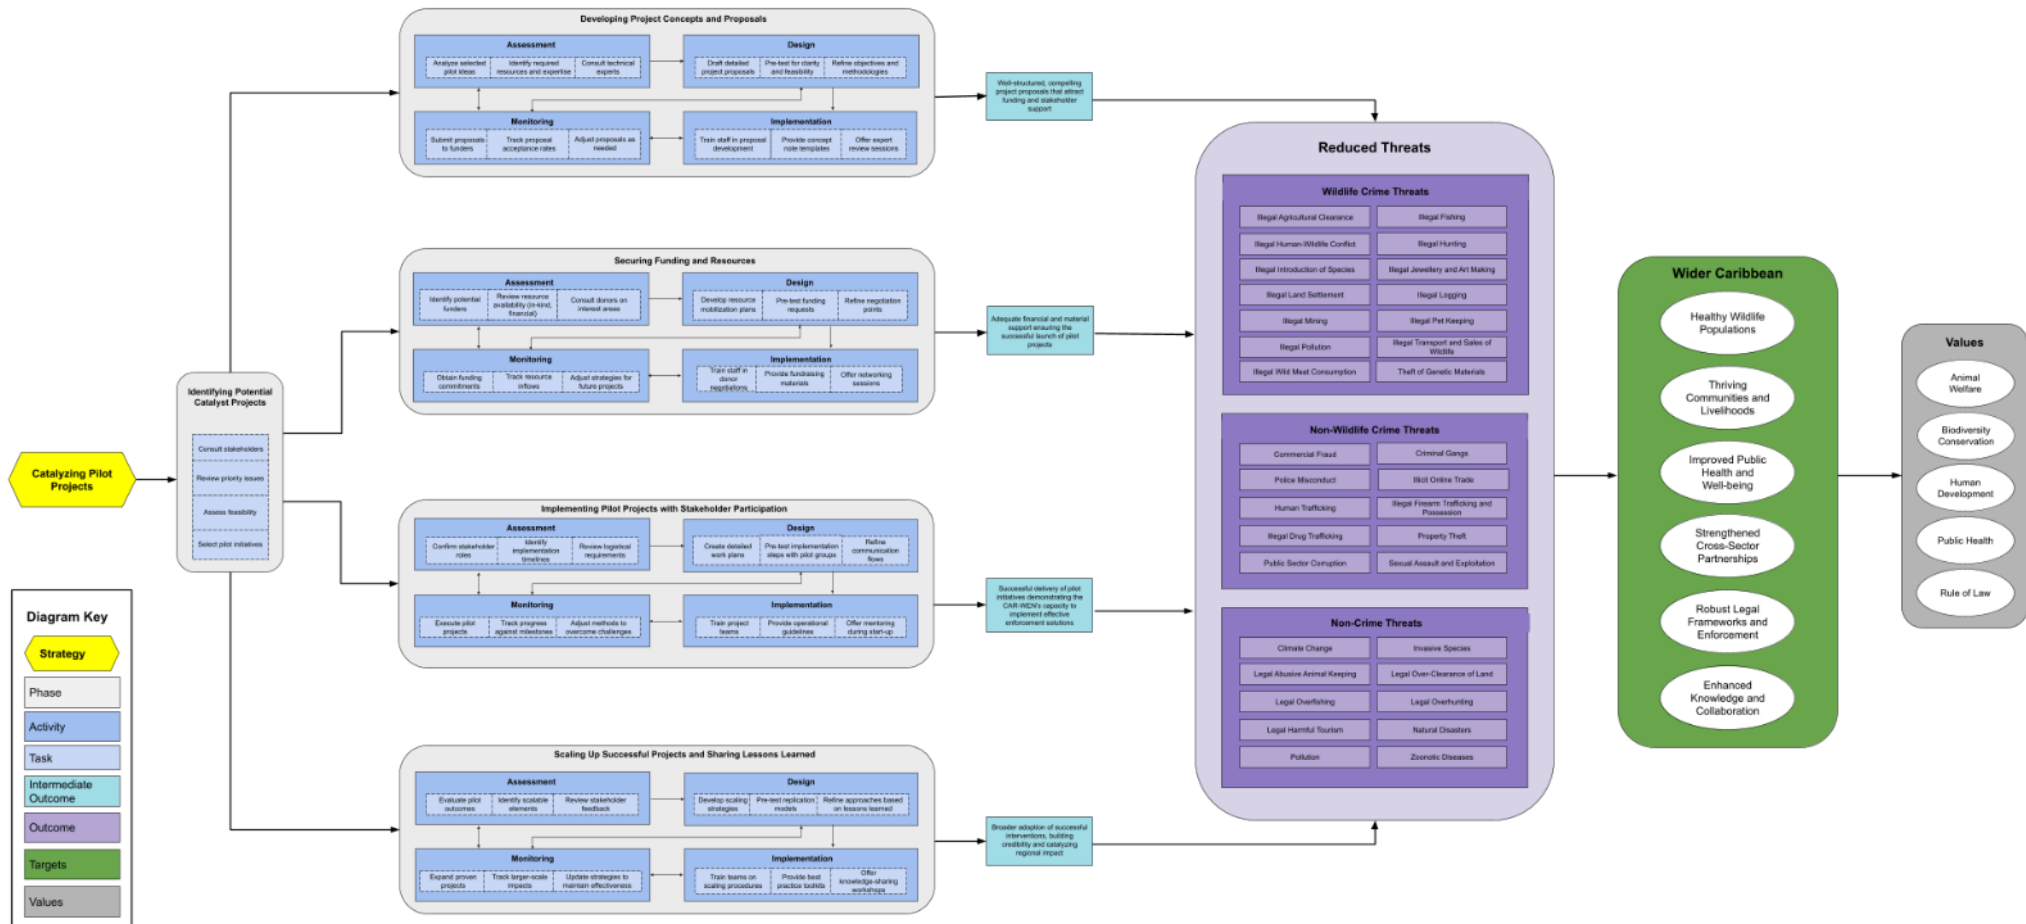 Developing Project Concepts and Proposals
Assessment
Analyze selected
pilot ideas
Identify required
resources and expertise
Consult technical
experts
Design
Draft detailed
project proposals
Pre-test for clarity
and feasibility
Refine objectives and
methodologies
Monitoring
Submit proposals
to funders
Track proposal
acceptance rates
Adjust proposals as
needed
Implementation
Train staff in proposal
development
Provide concept
note templates
Offer expert
review sessions
Well-structured, compelling
project proposals that attract
funding and stakeholder
support
Securing Funding and Resources
Assessment
Identify potential
funders
Review resource
availability (in-kind,
financial)
Consult donors on
interest areas
Design
Develop resource
mobilization plans
Pre-test funding
requests
Refine negotiation
points
Monitoring
Obtain funding
commitments
Track resource
inflows
Adjust strategies for
future projects
Implementation
Train staff in
donor
negotiations
Provide fundraising
materials
Offer networking
sessions
Adequate financial and material
support ensuring the
successful launch of pilot
projects
Catalyzing Pilot
Projects
Identifying Potential
Catalyst Projects
Consult stakeholders
Review priority issues
Assess feasibility
Select pilot initiatives
Implementing Pilot Projects with Stakeholder Participation
Assessment
Confirm stakeholder
roles
Identify
implementation
timelines
Review logistical
requirements
Design
Create detailed
work plans
Pre-test implementation
steps with pilot groups
Refine
communication
flows
Monitoring
Execute pilot
projects
Track progress
against milestones
Adjust methods to
overcome challenges
Implementation
Train project
teams
Provide operational
guidelines
Offer mentoring
during start-up
Successful delivery of pilot
initiatives demonstrating the
CAR-WEN's capacity to
implement effective
enforcement solutions
Scaling Up Successful Projects and Sharing Lessons Learned
Assessment
Evaluate pilot
outcomes
Identify scalable
elements
Review stakeholder
feedback
Design
Develop scaling
strategies
Pre-test replication
models
Refine approaches based
on lessons learned
Monitoring
Expand proven
projects
Track larger-scale
impacts
Update strategies to
maintain effectiveness
Implementation
Train teams on
scaling procedures
Provide best
practice toolkits
Offer
knowledge-sharing
workshops
Broader adoption of successful
interventions, building
credibility and catalyzing
regional impact
Reduced Threats
Wildlife Crime Threats
Illegal Agricultural Clearance
Illegal Fishing
Illegal Human-Wildlife Conflict
Illegal Hunting
Illegal Introduction of Species
Illegal Jewellery and Art Making
Illegal Land Settlement
Illegal Logging
Illegal Mining
Illegal Pet Keeping
Illegal Pollution
Illegal Transport and Sales of
Wildlife
Illegal Wild Meat Consumption
Theft of Genetic Materials
Non-Wildlife Crime Threats
Commercial Fraud
Criminal Gangs
Police Misconduct
Illicit Online Trade
Human Trafficking
Illegal Firearm Trafficking and
Possession
Illegal Drug Trafficking
Property Theft
Public Sector Corruption
Sexual Assault and Exploitation
Non-Crime Threats
Climate Change
Invasive Species
Legal Abusive Animal Keeping
Legal Over-Clearance of Land
Legal Overfishing
Legal Overhunting
Legal Harmful Tourism
Natural Disasters
Pollution
Zoonotic Diseases
Wider Caribbean
Healthy Wildlife
Populations
Thriving
Communities and
Livelihoods
Improved Public
Health and
Well-being
Strengthened
Cross-Sector
Partnerships
Robust Legal
Frameworks and
Enforcement
Enhanced
Knowledge and
Collaboration
Values
Animal
Welfare
Biodiversity
Conservation
Human
Development
Public Health
Rule of Law
Diagram Key
Strategy
Phase
Activity
Task
Intermediate
Outcome
Outcome
Targets
Values